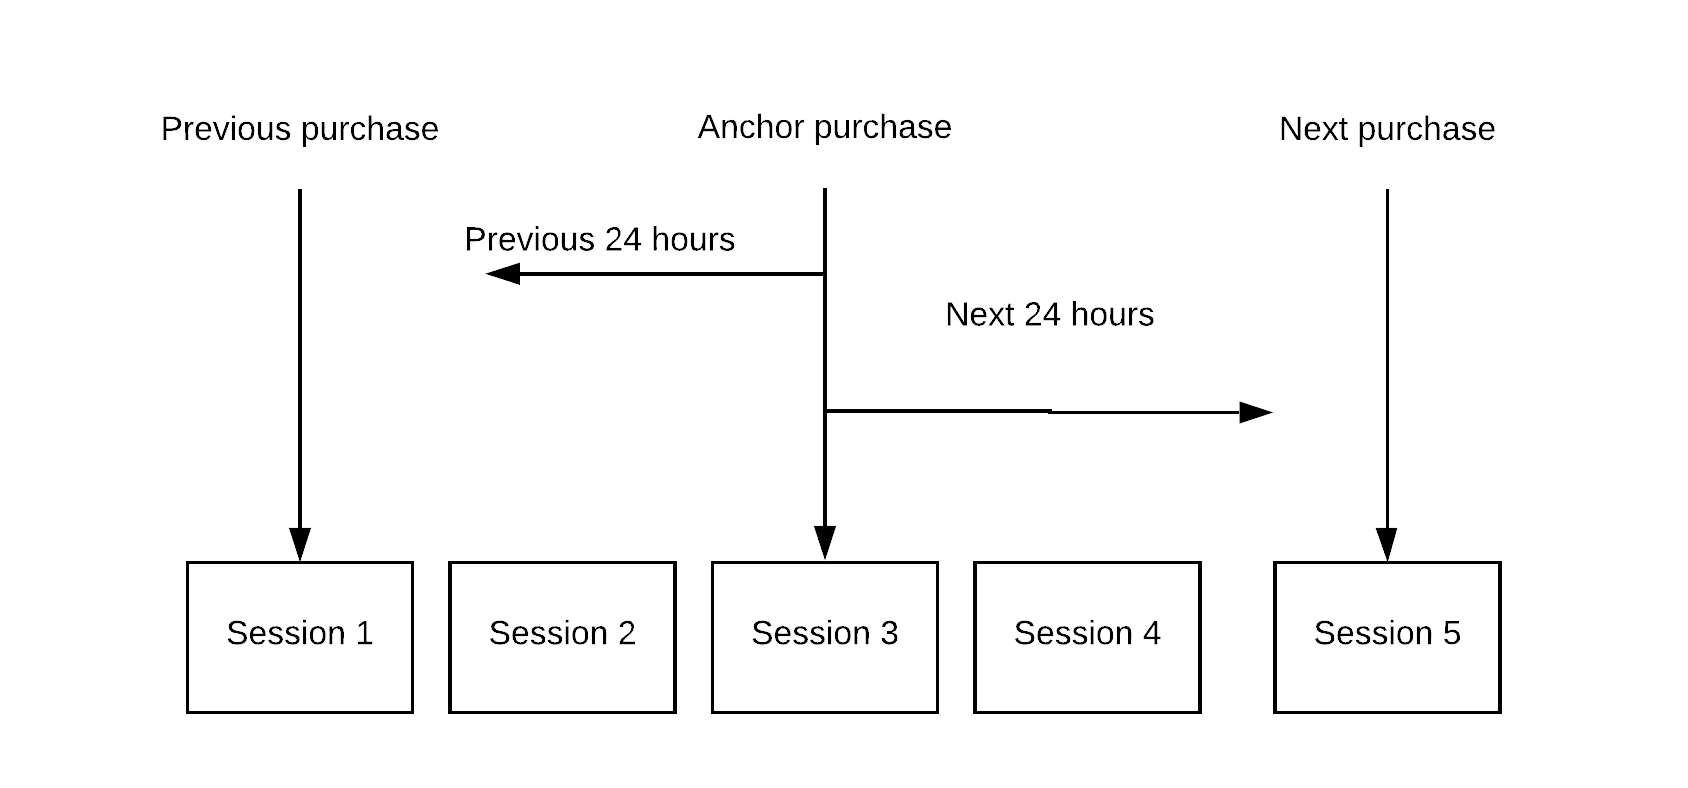 Previous purchase
Anchor purchase
Next purchase
Previous 24 hours
Next 24 hours
Session 1
Session 2
Session 3
Session 4
Session 5